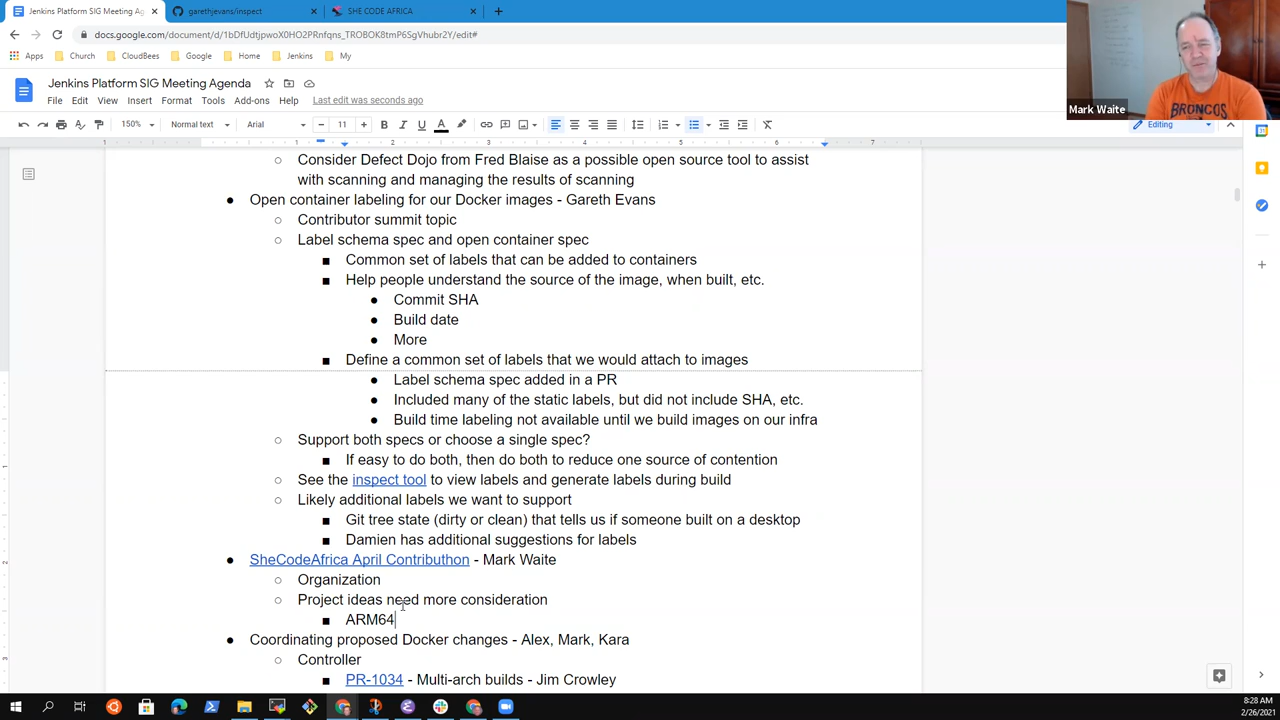 Jenkins Platform SIG Meeting Ag
garethjevans/inspect
SHE CODE AFRICA
docs.google.com/document/d/1bDfUdtjpwoX0HO2PRnfqns_TROBOK8tmP6SgVhubr2Y/edit#
Apps
Church
CloudBees
Google
Home
Jenkins
My
Jenkins Platform SIG Meeting Agenda
File Edit View Insert Format Tools Add-ons Help Last edit was seconds ago
150% Normal text Arial 11
Editing
Mark Waite
BRONCOS
Consider Defect Dojo from Fred Blaise as a possible open source tool to assist
with scanning and managing the results of scanning
Open container labeling for our Docker images - Gareth Evans
Contributor summit topic
Label schema spec and open container spec
Common set of labels that can be added to containers
Help people understand the source of the image, when built, etc.
Commit SHA
Build date
More
Define a common set of labels that we would attach to images
Label schema spec added in a PR
Included many of the static labels, but did not include SHA, etc.
Build time labeling not available until we build images on our infra
Support both specs or choose a single spec?
If easy to do both, then do both to reduce one source of contention
See the inspect tool to view labels and generate labels during build
Likely additional labels we want to support
Git tree state (dirty or clean) that tells us if someone built on a desktop
Damien has additional suggestions for labels
SheCodeAfrica April Contributhon - Mark Waite
Organization
Project ideas need more consideration
ARM64
Coordinating proposed Docker changes - Alex, Mark, Kara
Controller
PR-1034 - Multi-arch builds - Jim Crowley
8:28 AM
2/26/2021